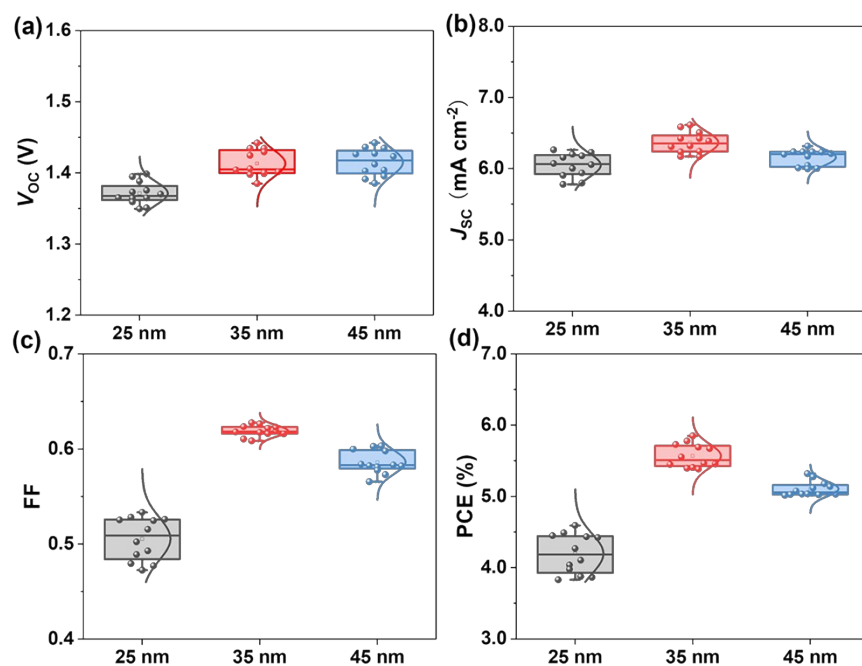 (a)
1.6
1.5
1.4
1.3
1.2
V_OC (V)
25 nm 35 nm 45 nm
(b)
8.0
7.0
6.0
5.0
4.0
J_SC (mA cm⁻²)
25 nm 35 nm 45 nm
(c)
0.7
0.6
0.5
0.4
FF
25 nm 35 nm 45 nm
(d)
7.0
6.0
5.0
4.0
3.0
PCE (%)
25 nm 35 nm 45 nm